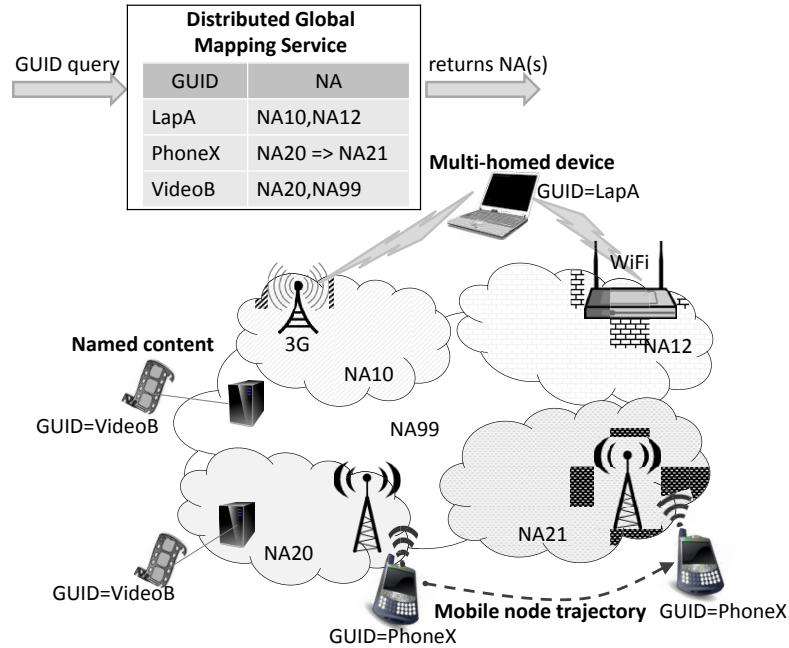 Distributed Global
Mapping Service
GUID query
returns NA(s)
GUID NA
LapA NA10,NA12
PhoneX NA20 => NA21
VideoB NA20,NA99
Multi-homed device
GUID=LapA
WiFi
3G
NA10
NA12
Named content
GUID=VideoB
NA99
NA20
NA21
GUID=VideoB
Mobile node trajectory
GUID=PhoneX
GUID=PhoneX